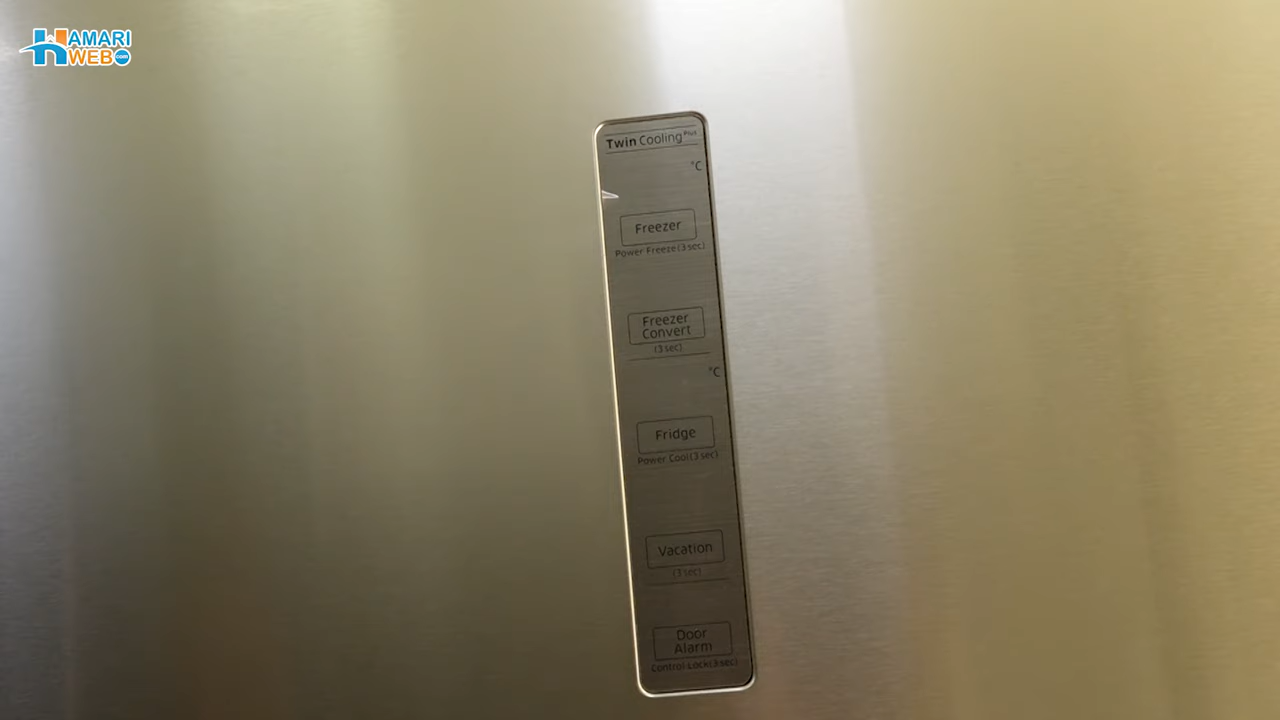 HAMARI
WEB.com
Twin Cooling Plus
°C
Freezer
Power Freeze(3 sec)
Freezer
Convert
(3 sec)
°C
Fridge
Power Cool(3 sec)
Vacation
(3 sec)
Door
Alarm
Control Lock(3 sec)